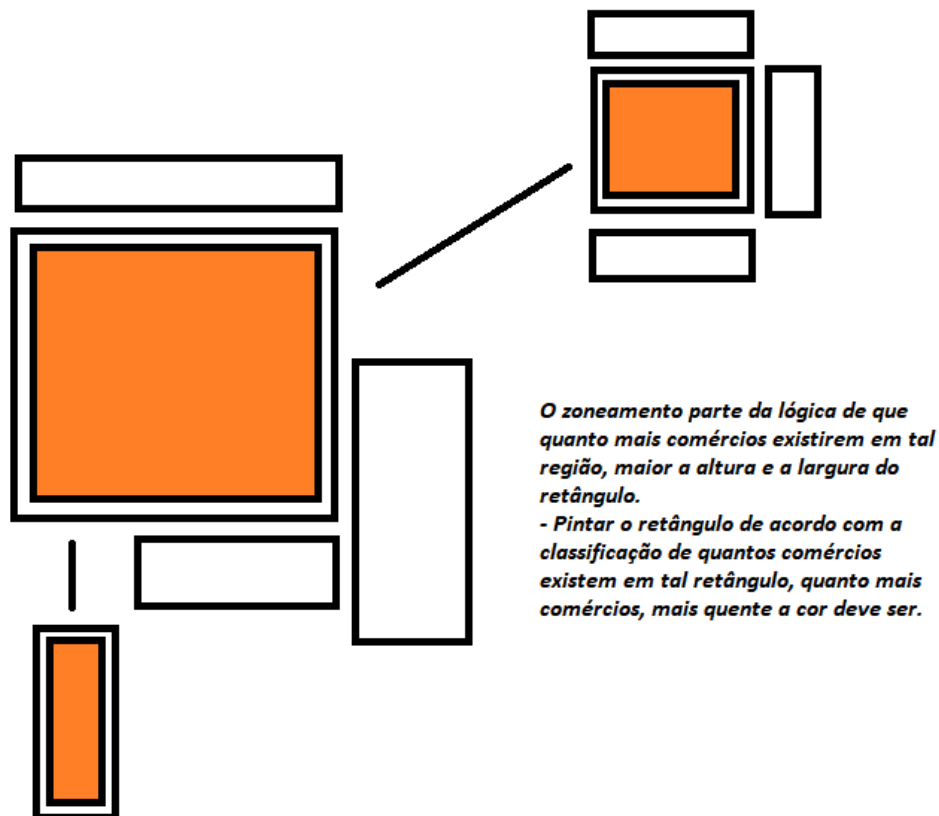 O zoneamento parte da lógica de que
quanto mais comércios existirem em tal
região, maior a altura e a largura do
retângulo.
- Pintar o retângulo de acordo com a
classificação de quantos comércios
existem em tal retângulo, quanto mais
comércios, mais quente a cor deve ser.